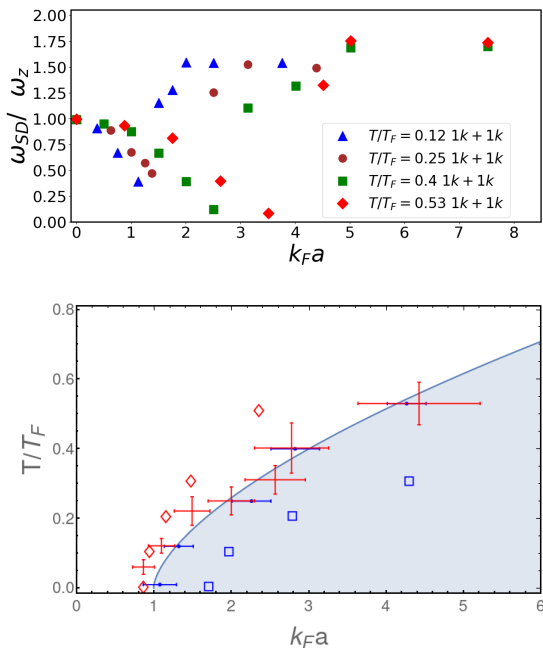 2.00
1.75
1.50
1.25
1.00
0.75
0.50
0.25
0.00
ω_SD/ ω_z
T/T_F = 0.12 1k + 1k
T/T_F = 0.25 1k + 1k
T/T_F = 0.4 1k + 1k
T/T_F = 0.53 1k + 1k
0 1 2 3 4 5 6 7 8
k_Fa
0.8
0.6
0.4
0.2
0.0
T/T_F
0 1 2 3 4 5 6
k_Fa